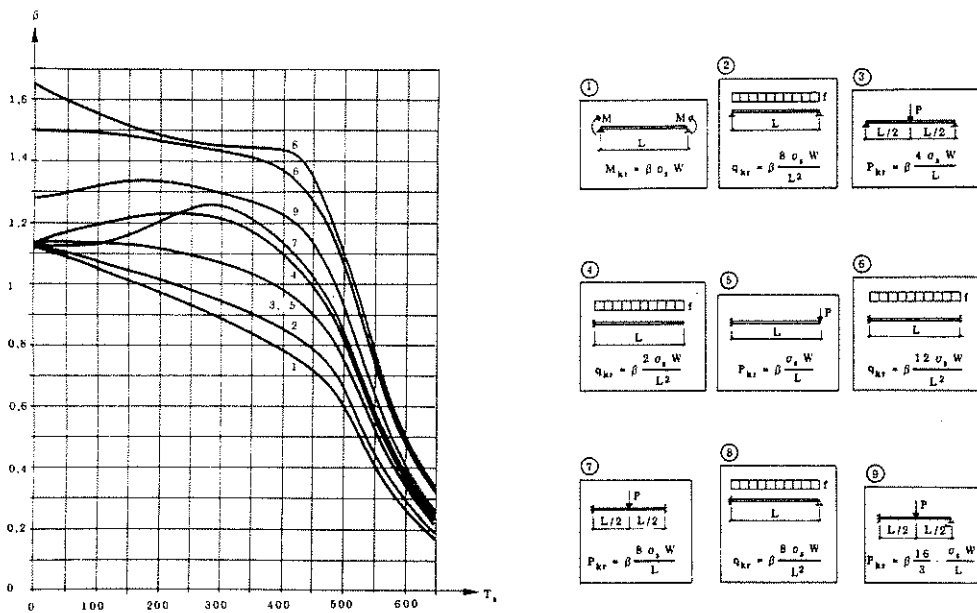 β
1,6
1,4
1,2
1
0,8
0,6
0,4
0,2
0
0 100 200 300 400 500 600 T_s
8
6
9
7
4
3, 5
2
1
①
M M
L
M_kr = β σ_s W
②
f
L
q_kr = β 8 σ_s W / L²
③
P
L/2 L/2
P_kr = β 4 σ_s W / L
④
f
L
q_kr = β 2 σ_s W / L²
⑤
P
L
P_kr = β σ_s W / L
⑥
f
L
q_kr = β 12 σ_s W / L²
⑦
P
L/2 L/2
P_kr = β 8 σ_s W / L
⑧
f
L
q_kr = β 8 σ_s W / L²
⑨
P
L/2 L/2
P_kr = β 16/3 · σ_s W / L